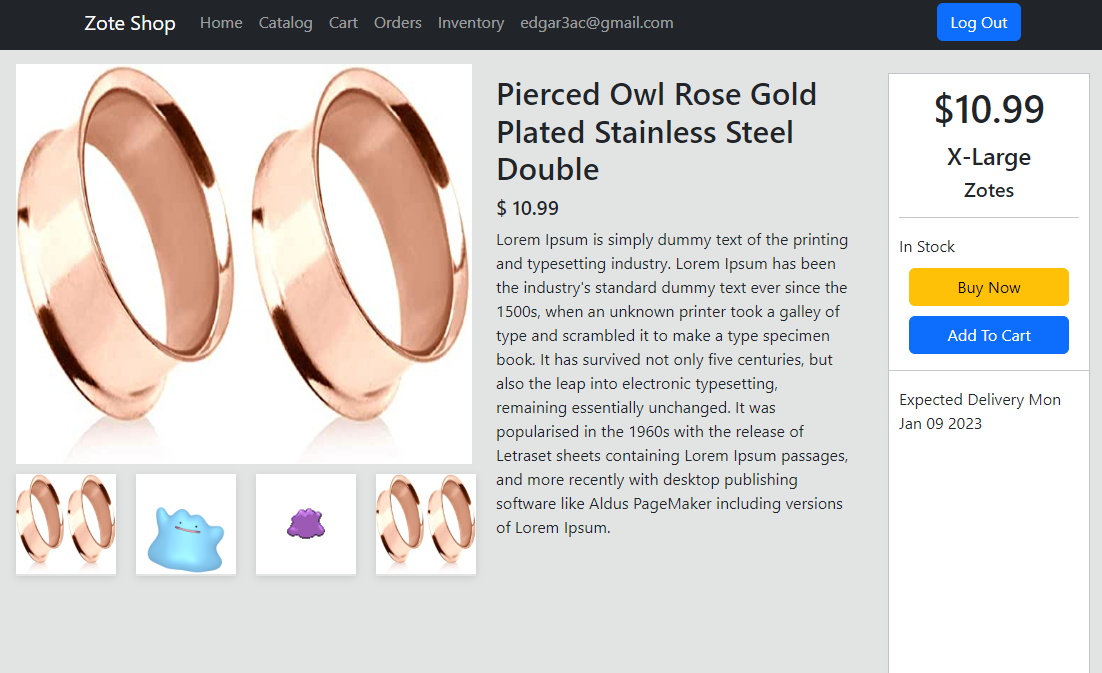 Zote Shop Home Catalog Cart Orders Inventory edgar3ac@gmail.com Log Out
Pierced Owl Rose Gold
Plated Stainless Steel
Double
$ 10.99
Lorem Ipsum is simply dummy text of the printing
and typesetting industry. Lorem Ipsum has been
the industry's standard dummy text ever since the
1500s, when an unknown printer took a galley of
type and scrambled it to make a type specimen
book. It has survived not only five centuries, but
also the leap into electronic typesetting,
remaining essentially unchanged. It was
popularised in the 1960s with the release of
Letraset sheets containing Lorem Ipsum passages,
and more recently with desktop publishing
software like Aldus PageMaker including versions
of Lorem Ipsum.
$10.99
X-Large
Zotes
In Stock
Buy Now
Add To Cart
Expected Delivery Mon
Jan 09 2023